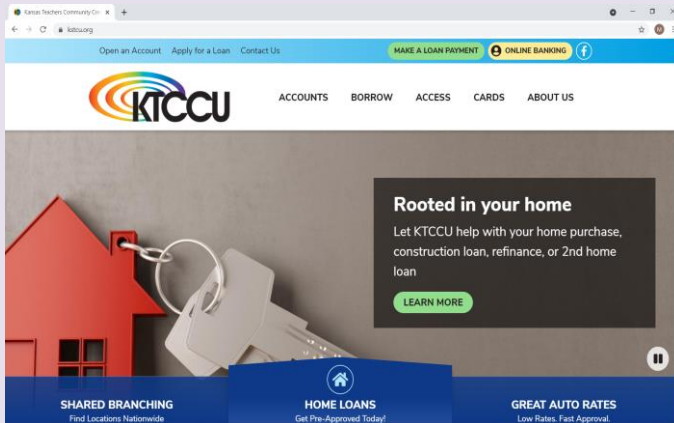 Kansas Teachers Community Cre
Open an Account Apply for a Loan Contact Us MAKE A LOAN PAYMENT ONLINE BANKING
KTCCU ACCOUNTS BORROW ACCESS CARDS ABOUT US
Rooted in your home
Let KTCCU help with your home purchase,
construction loan, refinance, or 2nd home
loan
LEARN MORE
SHARED BRANCHING
Find Locations Nationwide
HOME LOANS
Get Pre-Approved Today!
GREAT AUTO RATES
Low Rates. Fast Approval.